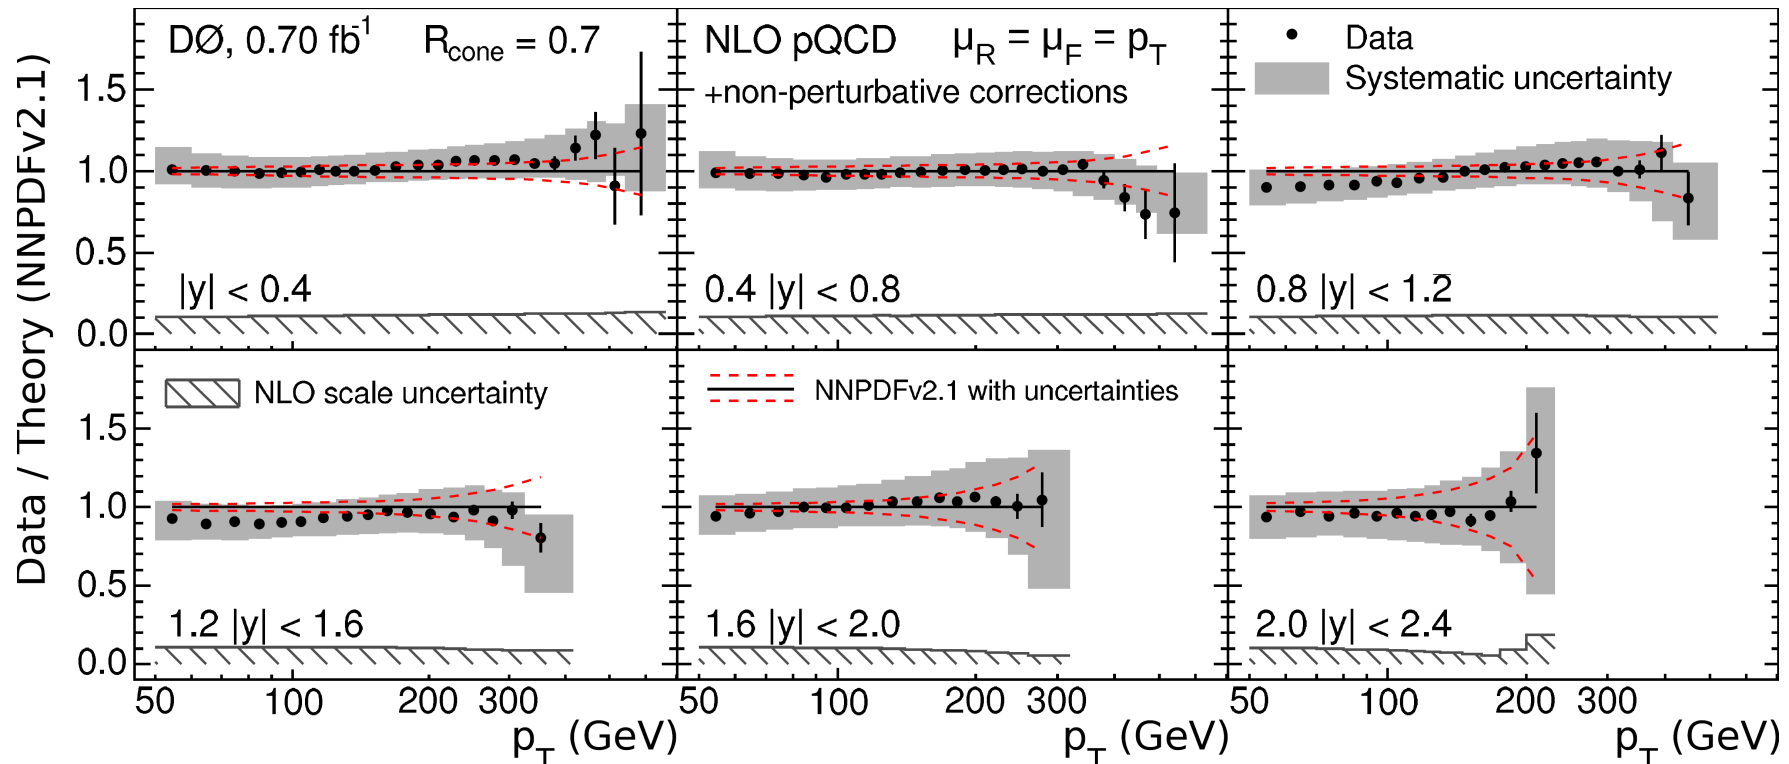 DØ, 0.70 fb-1 Rcone = 0.7
NLO pQCD μR = μF = pT
+non-perturbative corrections
Data
Systematic uncertainty
Data / Theory (NNPDFv2.1)
1.5
1.0
0.5
0.0
|y| < 0.4
0.4 |y| < 0.8
0.8 |y| < 1.2
NLO scale uncertainty
NNPDFv2.1 with uncertainties
1.5
1.0
0.5
0.0
1.2 |y| < 1.6
1.6 |y| < 2.0
2.0 |y| < 2.4
50 100 200 300
50 100 200 300
50 100 200 300
pT (GeV)
pT (GeV)
pT (GeV)